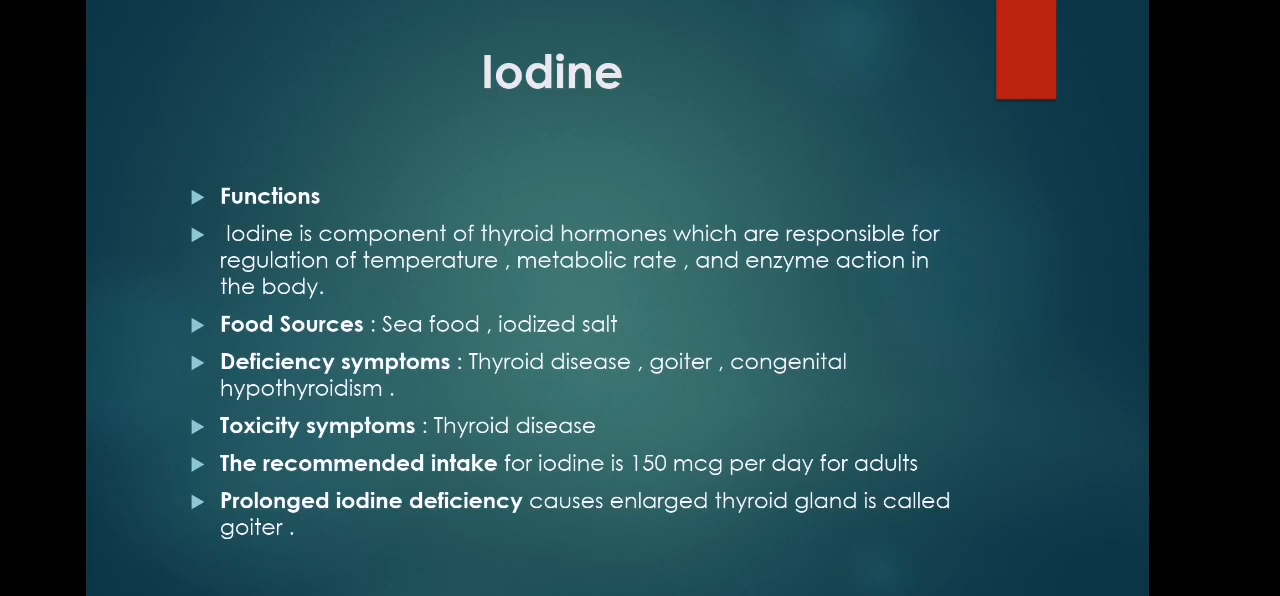 Iodine
Functions
Iodine is component of thyroid hormones which are responsible for
regulation of temperature , metabolic rate , and enzyme action in
the body.
Food Sources : Sea food , iodized salt
Deficiency symptoms : Thyroid disease , goiter , congenital
hypothyroidism .
Toxicity symptoms : Thyroid disease
The recommended intake for iodine is 150 mcg per day for adults
Prolonged iodine deficiency causes enlarged thyroid gland is called
goiter .